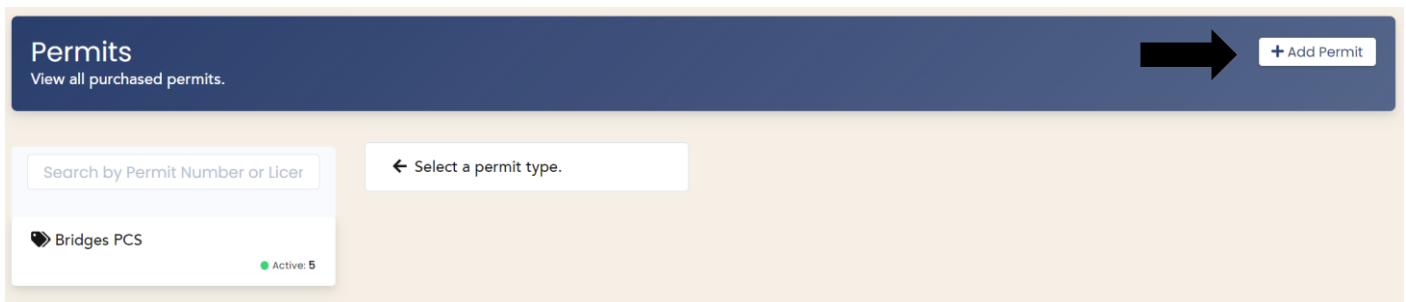 Permits
View all purchased permits.
+ Add Permit
Search by Permit Number or Licer
← Select a permit type.
Bridges PCS
Active: 5